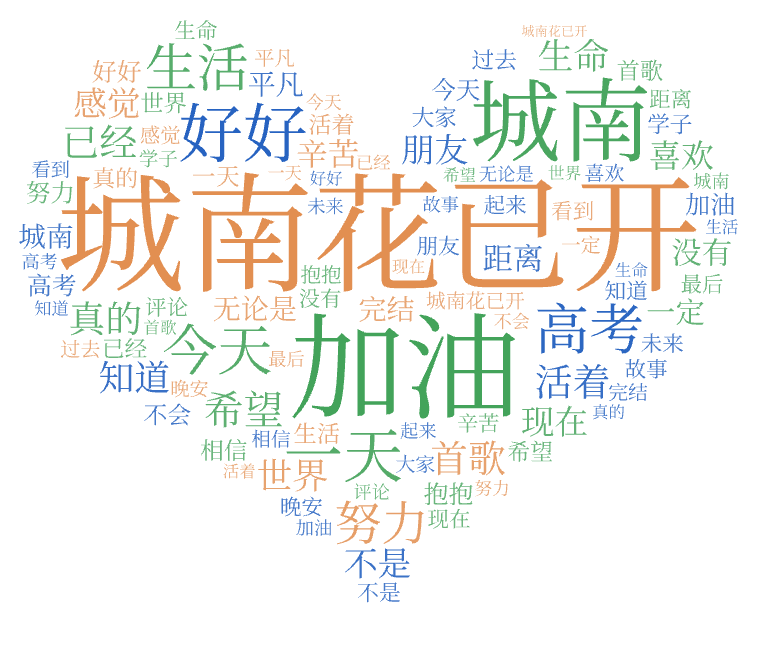 生命
城南花已开
生活
平凡
过去
生命
首歌
好好
平凡
感觉
世界
今天
今天
城南
距离
好好
活着
大家
学子
已经
感觉
辛苦
朋友
喜欢
学子
已经
看到
真的
一天
一天
好好
希望
无论是
世界
喜欢
城南
努力
城南花已开
未来
故事
起来
看到
加油
生活
城南
朋友
距离
一定
没有
高考
抱抱
现在
生命
高考
没有
知道
最后
知道
真的
评论
无论是
完结
城南花已开
一定
首歌
加油
不会
高考
过去
已经
今天
最后
未来
知道
晚安
活着
故事
完结
不会
希望
辛苦
现在
真的
相信
相信
生活
一天
起来
首歌
希望
活着
世界
大家
晚安
评论
抱抱
努力
加油
努力
现在
不是
不是